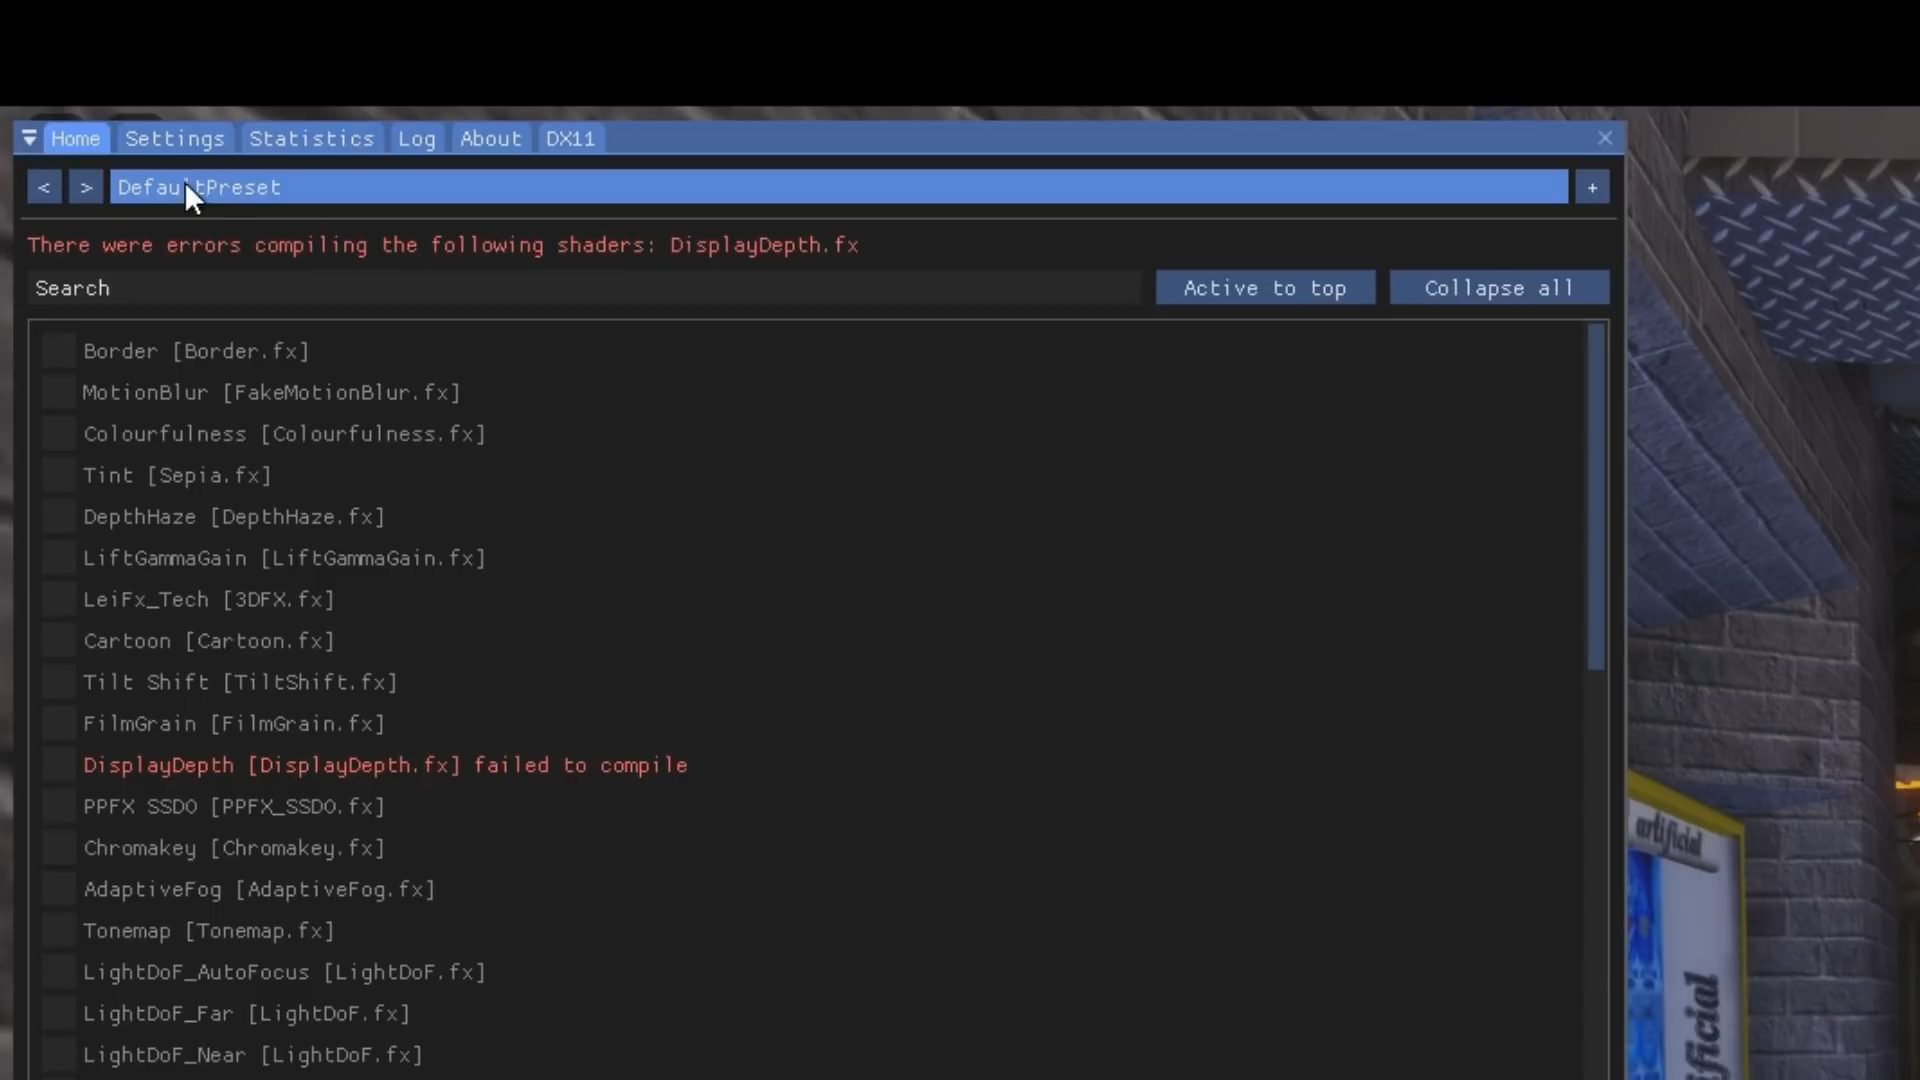 Home Settings Statistics Log About DX11
< > DefaultPreset +
There were errors compiling the following shaders: DisplayDepth.fx
Search Active to top Collapse all
Border [Border.fx]
MotionBlur [FakeMotionBlur.fx]
Colourfulness [Colourfulness.fx]
Tint [Sepia.fx]
DepthHaze [DepthHaze.fx]
LiftGammaGain [LiftGammaGain.fx]
LeiFx_Tech [3DFX.fx]
Cartoon [Cartoon.fx]
Tilt Shift [TiltShift.fx]
FilmGrain [FilmGrain.fx]
DisplayDepth [DisplayDepth.fx] failed to compile
PPFX SSDO [PPFX_SSDO.fx]
Chromakey [Chromakey.fx]
AdaptiveFog [AdaptiveFog.fx]
Tonemap [Tonemap.fx]
LightDoF_AutoFocus [LightDoF.fx]
LightDoF_Far [LightDoF.fx]
LightDoF_Near [LightDoF.fx]
artificial
ificial